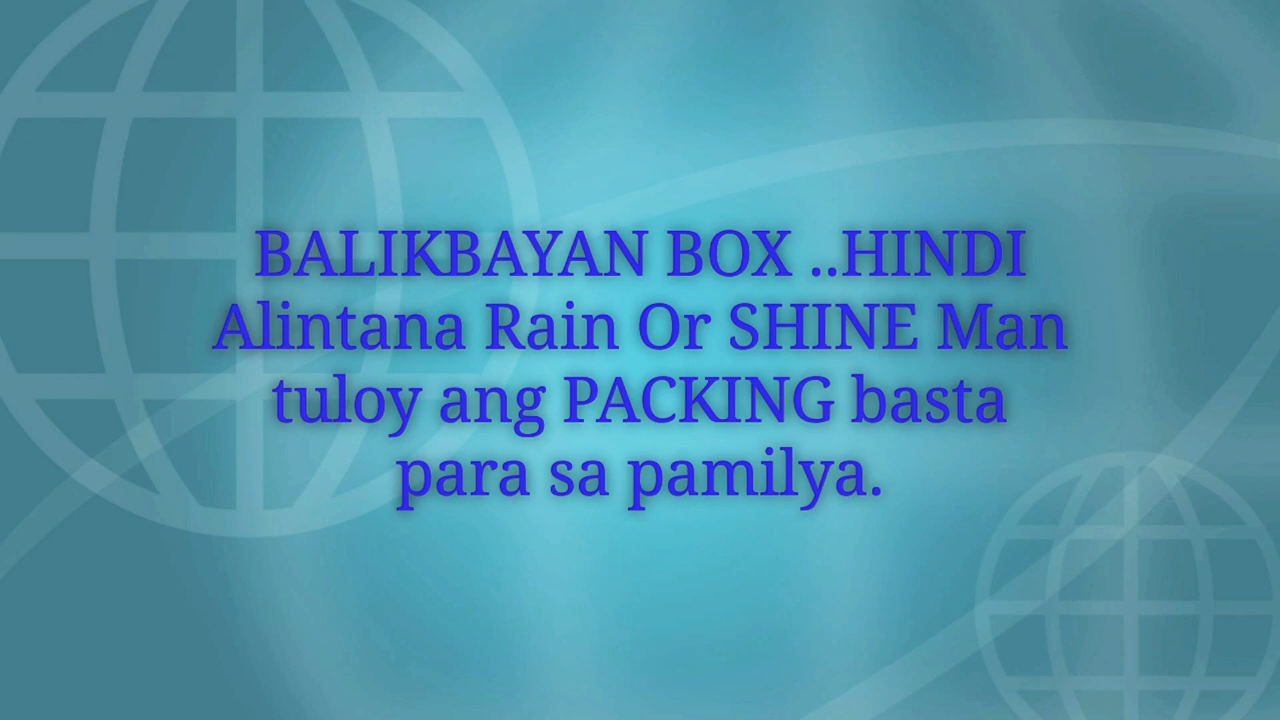 BALIKBAYAN BOX ..HINDI
Alintana Rain Or SHINE Man
tuloy ang PACKING basta
para sa pamilya.